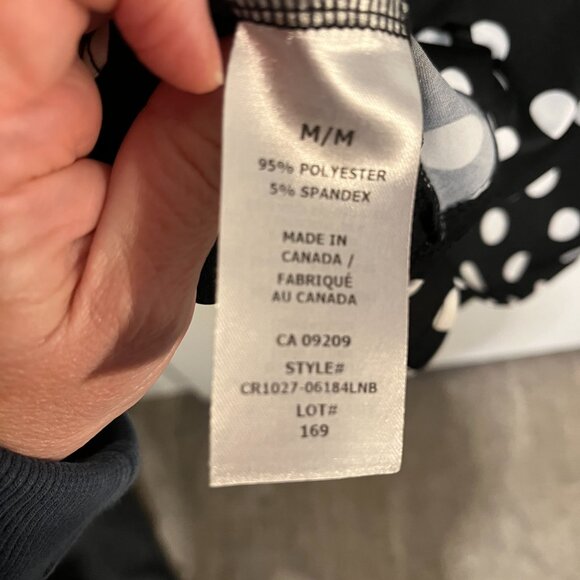 M/M
95% POLYESTER
5% SPANDEX
MADE IN
CANADA /
FABRIQUÉ
AU CANADA
CA 09209
STYLE#
CR1027-06184LNB
LOT#
169